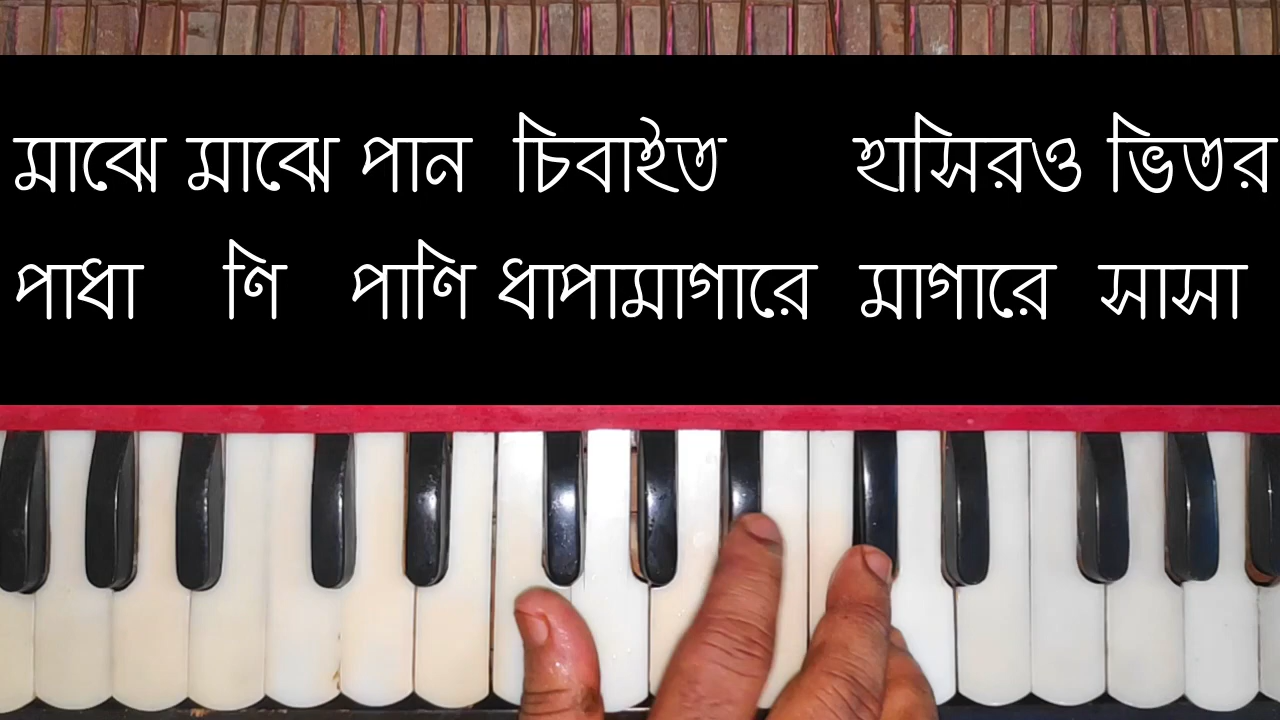 মাঝে মাঝে পান চিবাইত হাসিরও ভিতর
পাধা ণি পাণি ধাপামাগারে মাগারে সাসা